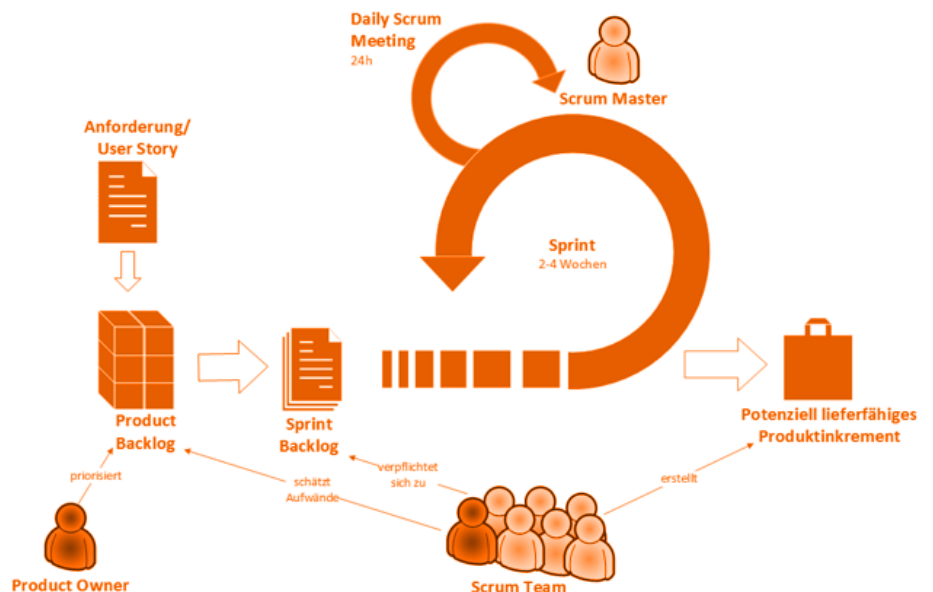 Daily Scrum
Meeting
24h
Scrum Master
Anforderung/
User Story
Sprint
2-4 Wochen
Product
Backlog
Sprint
Backlog
Potenziell lieferfähiges
Produktinkrement
priorisiert
schätzt
Aufwände
verpflichtet
sich zu
erstellt
Product Owner
Scrum Team